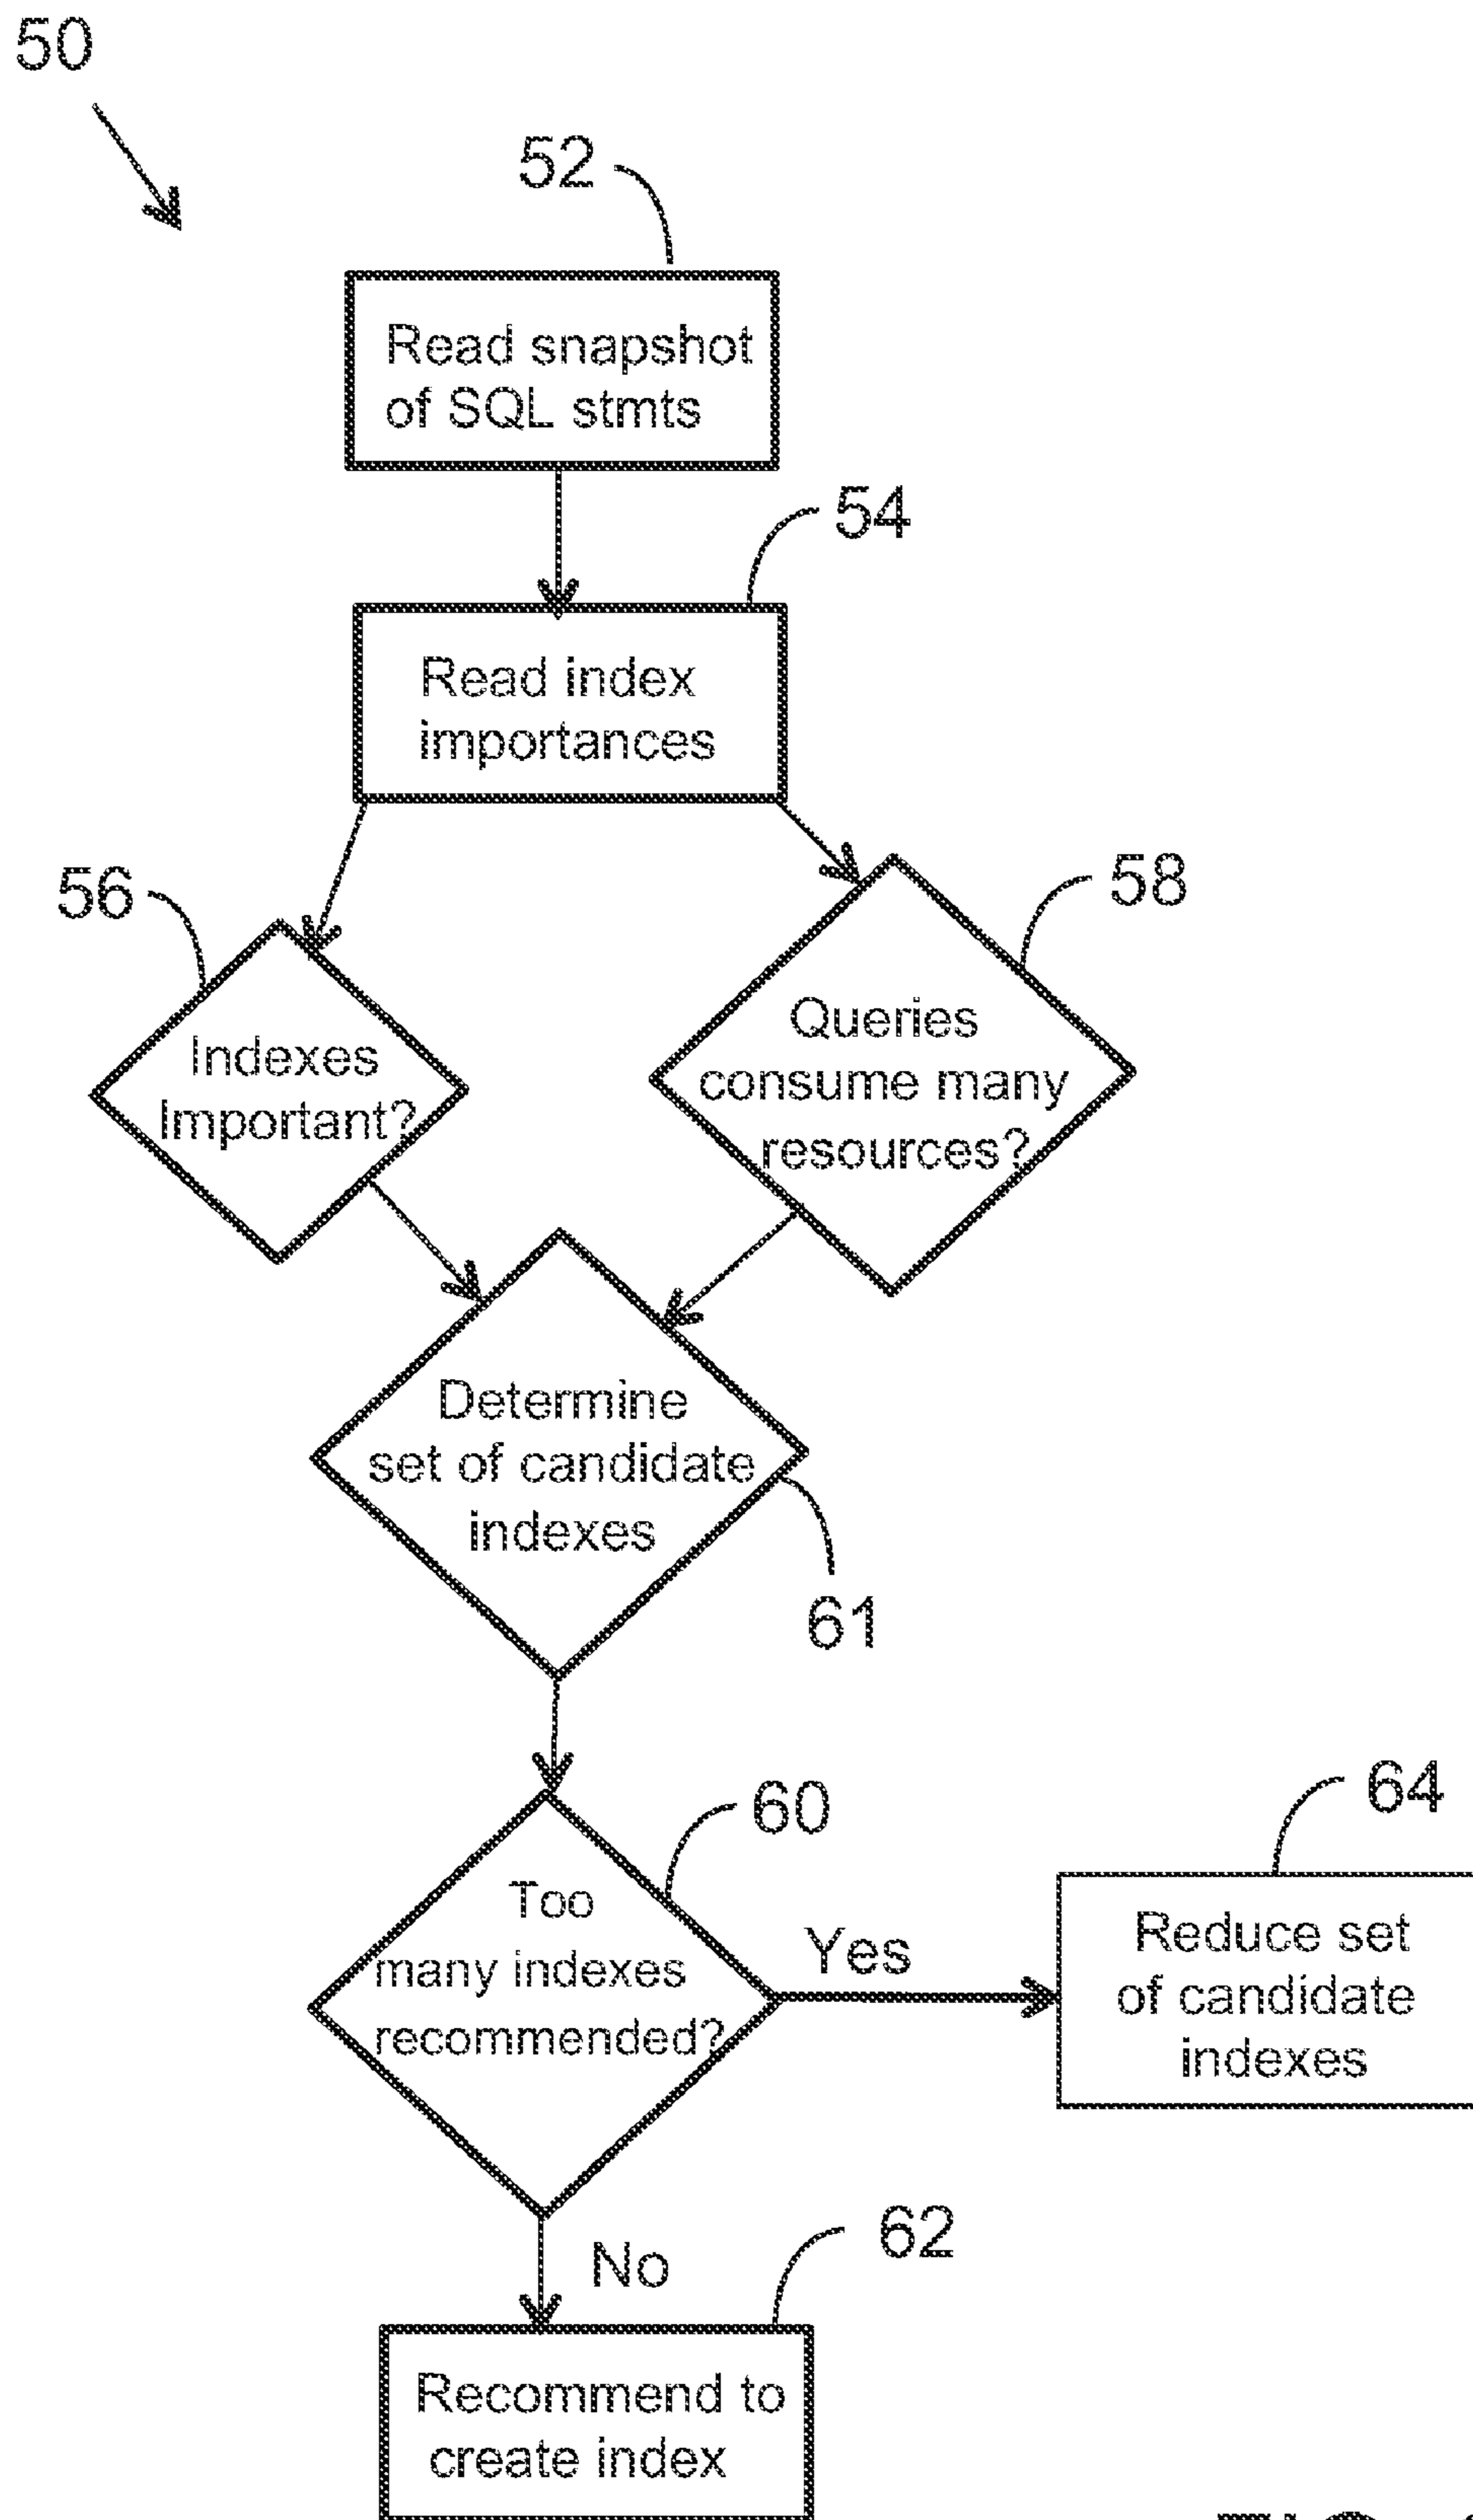 50
52
Read snapshot
of SQL stmts
54
Read index
importances
56
58
Indexes
Important?
Queries
consume many
resources?
Determine
set of candidate
indexes
61
60
64
Too
many indexes
recommended?
Yes
Reduce set
of candidate
indexes
No
62
Recommend to
create index